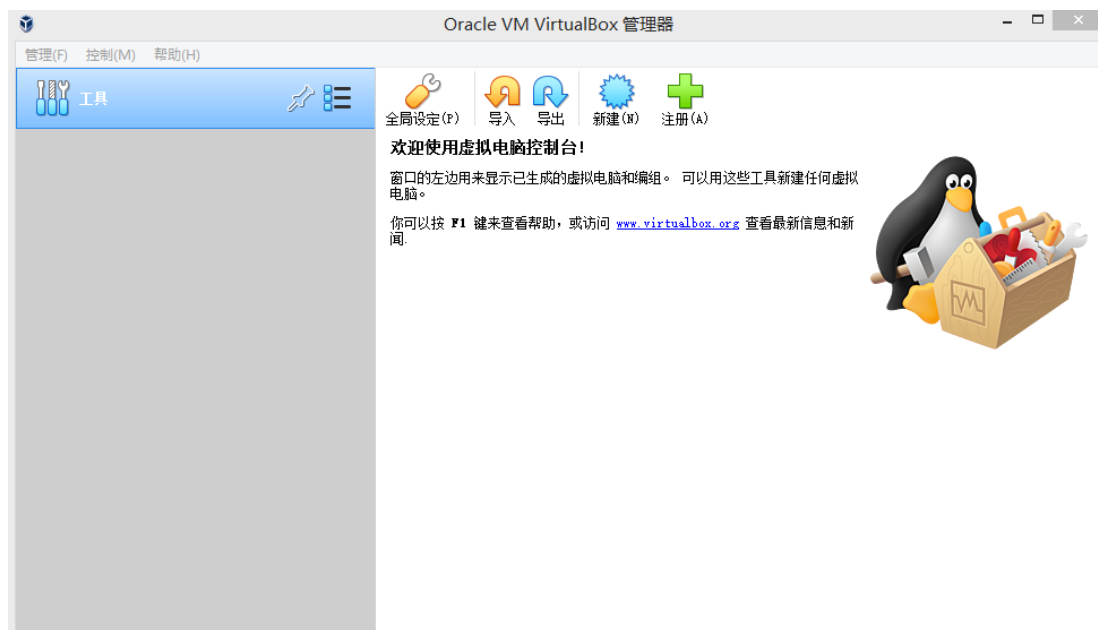 Oracle VM VirtualBox 管理器
管理(F) 控制(M) 帮助(H)
工具
全局设定(P) 导入 导出 新建(N) 注册(A)
欢迎使用虚拟电脑控制台!
窗口的左边用来显示已生成的虚拟电脑和编组。 可以用这些工具新建任何虚拟
电脑。
你可以按 F1 键来查看帮助，或访问 www.virtualbox.org 查看最新信息和新
闻.